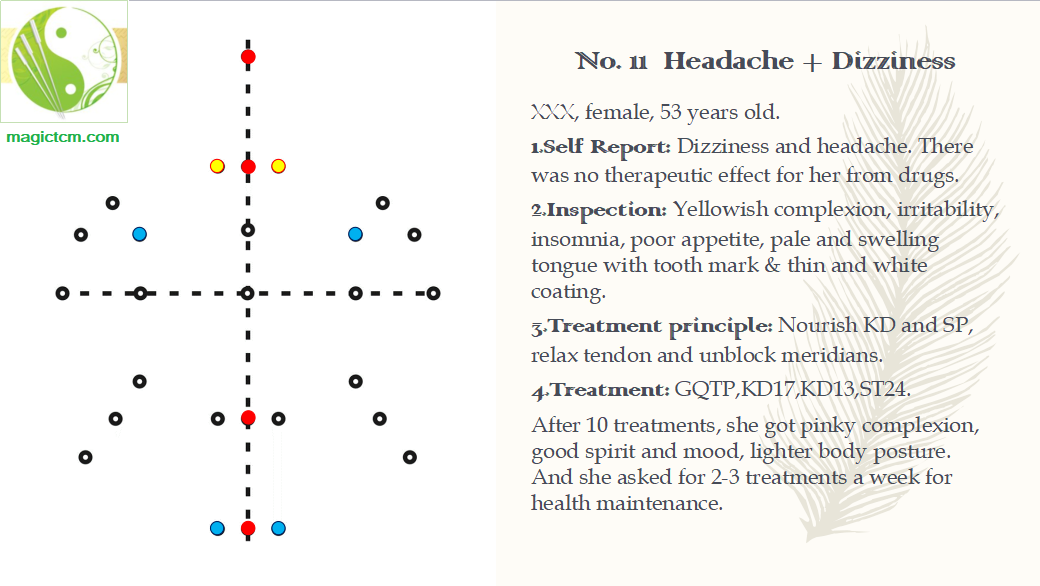 magictcm.com
No. 11 Headache + Dizziness
XXX, female, 53 years old.
1.Self Report: Dizziness and headache. There
was no therapeutic effect for her from drugs.
2.Inspection: Yellowish complexion, irritability,
insomnia, poor appetite, pale and swelling
tongue with tooth mark & thin and white
coating.
3.Treatment principle: Nourish KD and SP,
relax tendon and unblock meridians.
4.Treatment: GQTP,KD17,KD13,ST24.
After 10 treatments, she got pinky complexion,
good spirit and mood, lighter body posture.
And she asked for 2-3 treatments a week for
health maintenance.